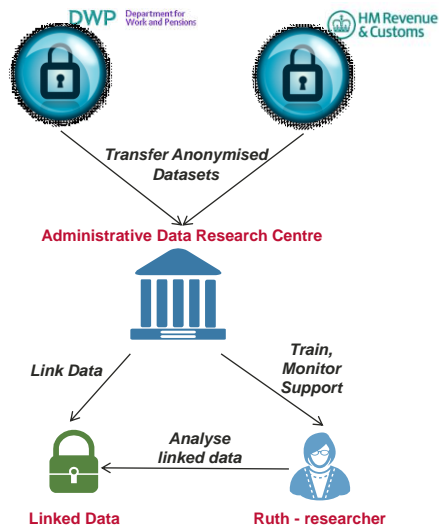 DWP
Department for
Work and Pensions
HM Revenue
& Customs
Transfer Anonymised
Datasets
Administrative Data Research Centre
Link Data
Train,
Monitor
Support
Analyse
linked data
Linked Data
Ruth - researcher